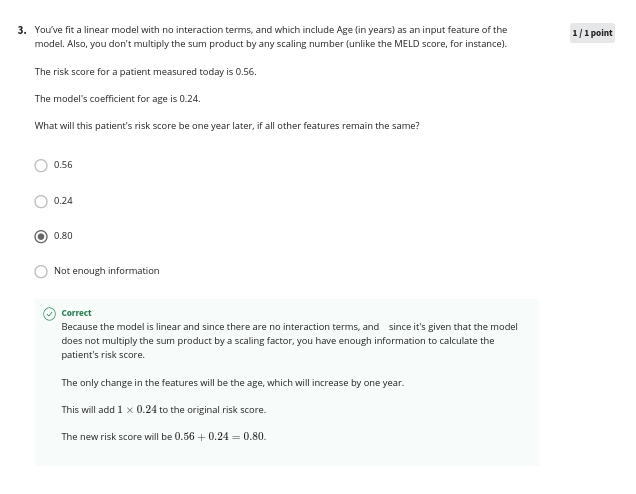 3. You've fit a linear model with no interaction terms, and which include Age (in years) as an input feature of the
1 / 1 point
model. Also, you don't multiply the sum product by any scaling number (unlike the MELD score, for instance).
The risk score for a patient measured today is 0.56.
The model's coefficient for age is 0.24.
What will this patient's risk score be one year later, if all other features remain the same?
0.56
0.24
0.80
Not enough information
Correct
Because the model is linear and since there are no interaction terms, and since it's given that the model
does not multiply the sum product by a scaling factor, you have enough information to calculate the
patient's risk score.
The only change in the features will be the age, which will increase by one year.
This will add 1 × 0.24 to the original risk score.
The new risk score will be 0.56 + 0.24 = 0.80.